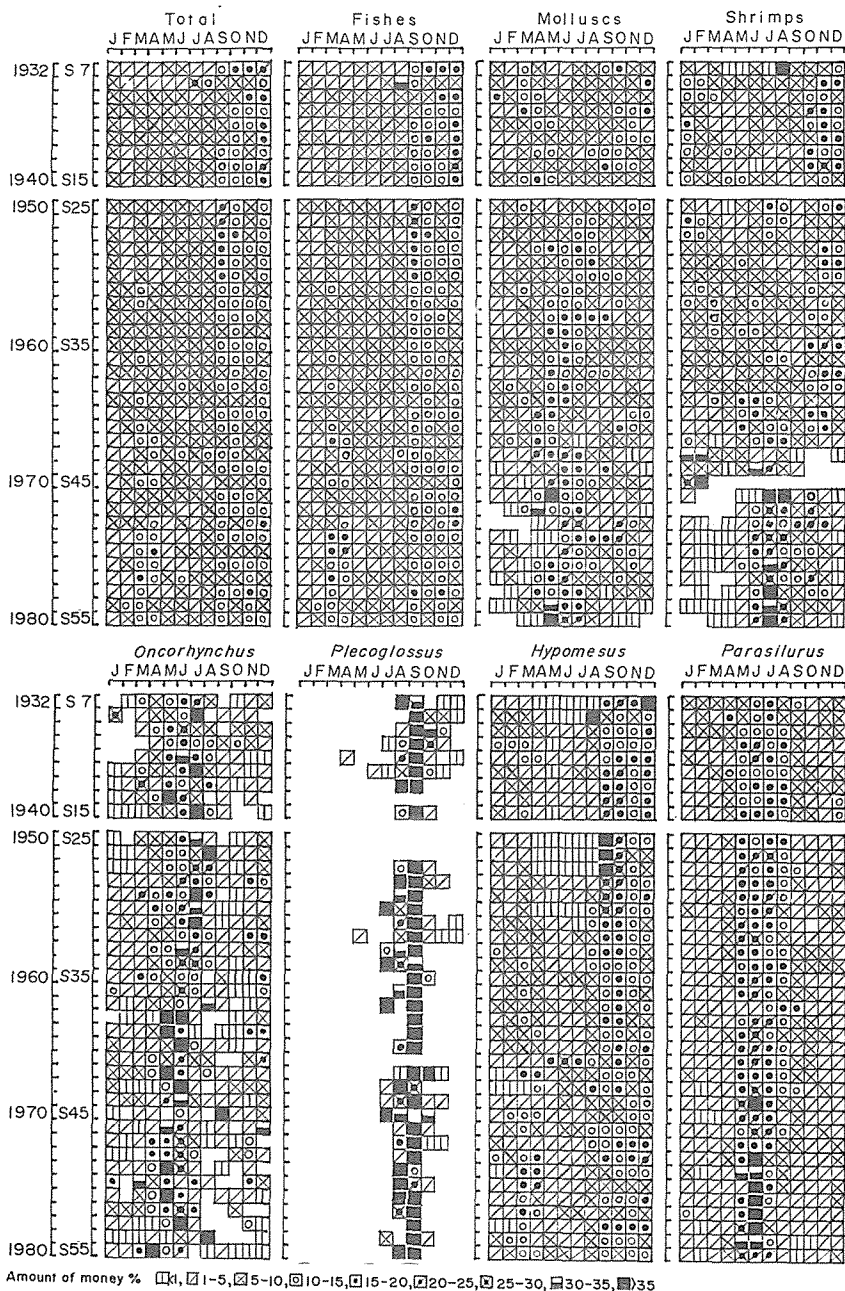 Total Fishes Molluscs Shrimps
J F M A M J J A S O N D J F M A M J J A S O N D J F M A M J J A S O N D J F M A M J J A S O N D
1932 S 7
1940 S15
1950 S25
1960 S35
1970 S45
1980 S55
Oncorhynchus Plecoglossus Hypomesus Parasilurus
J F M A M J J A S O N D J F M A M J J A S O N D J F M A M J J A S O N D J F M A M J J A S O N D
1932 S 7
1940 S15
1950 S25
1960 S35
1970 S45
1980 S55
Amount of money % <1, 1-5, 5-10, 10-15, 15-20, 20-25, 25-30, 30-35, >35